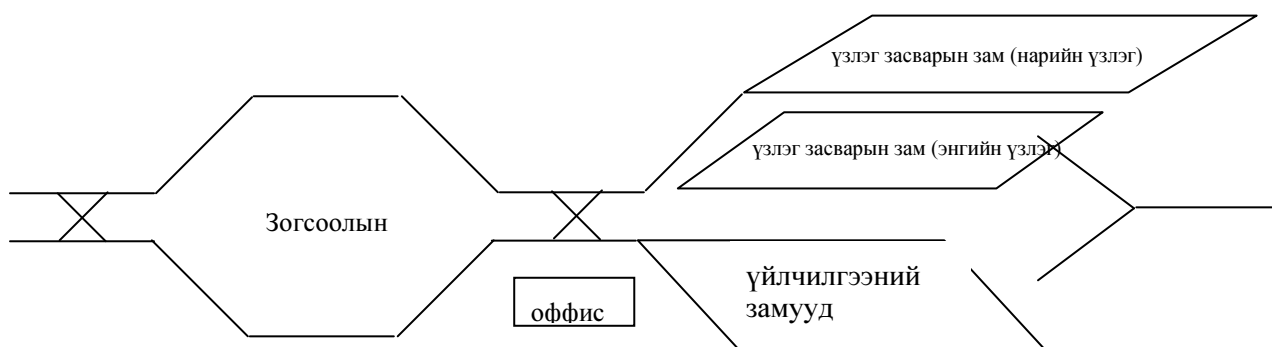 үзлэг засварын зам (нарийн үзлэг)
үзлэг засварын зам (энгийн үзлэг)
Зогсоолын
үйлчилгээний
замууд
оффис